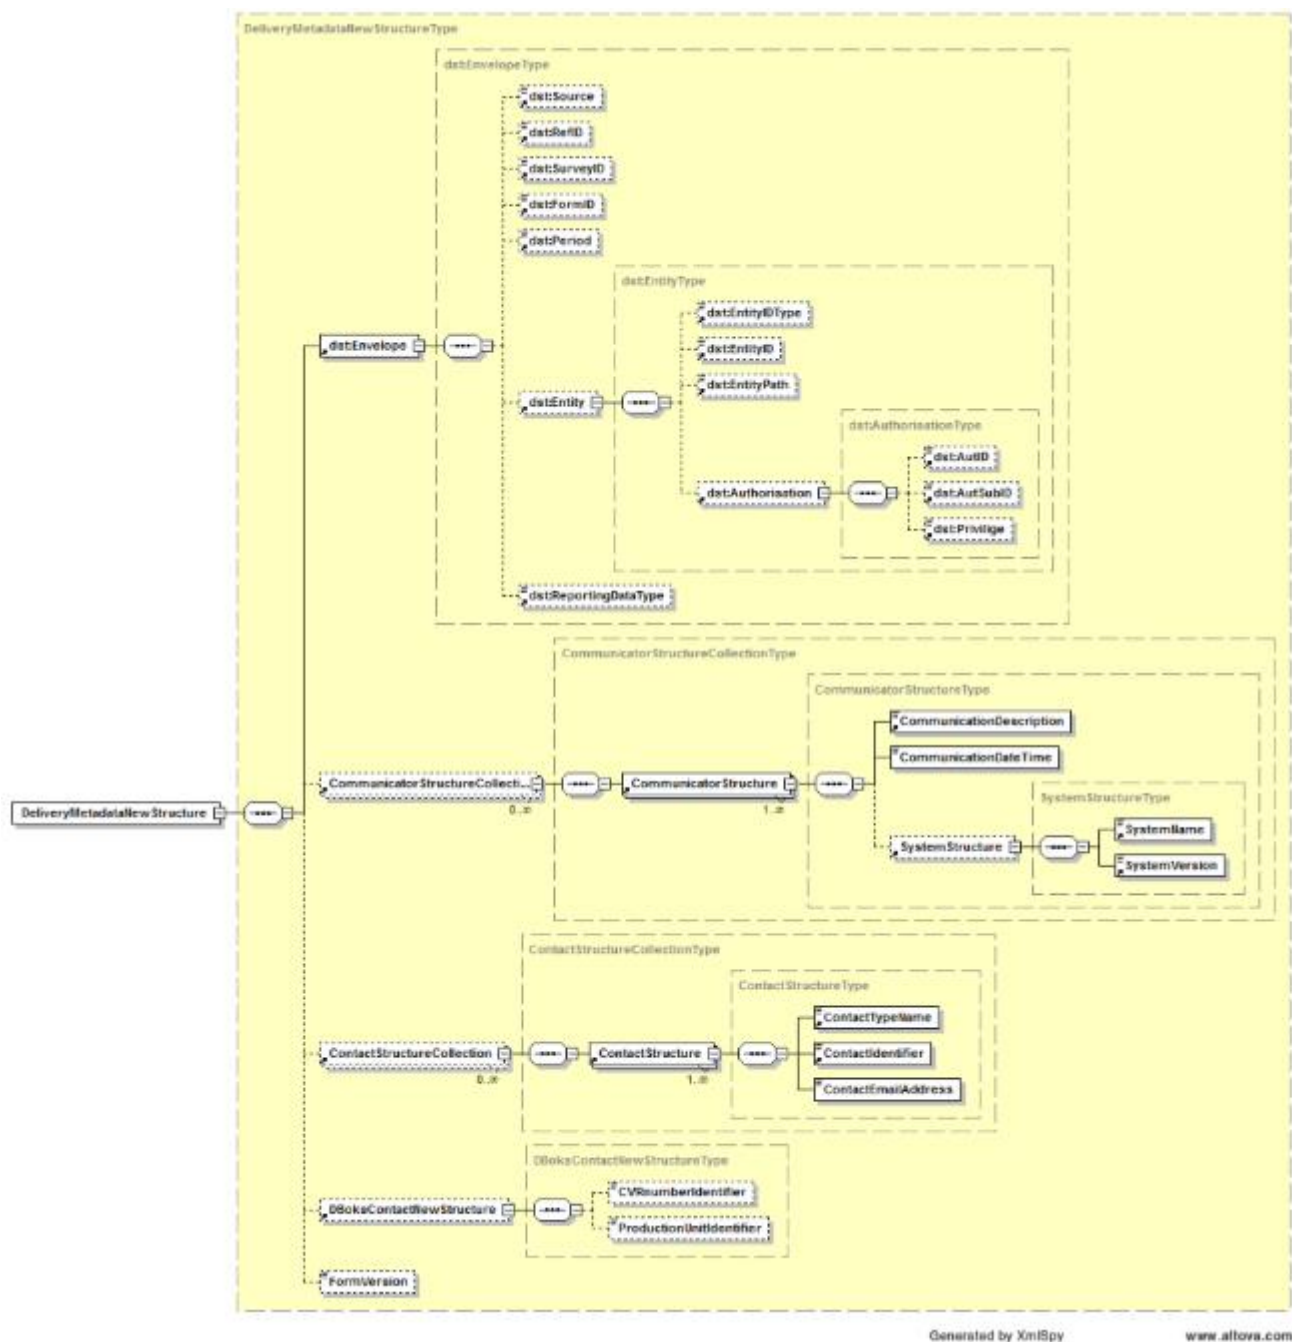 DeliveryMetadataNewStructureType
dst:EnvelopeType
dst:Source
dst:RefID
dst:SurveyID
dst:FormID
dst:Period
dst:EntityType
dst:EntityIDType
dst:Envelope
dst:EntityID
dst:EntityPath
dst:Entity
dst:AuthorisationType
dst:AutID
dst:Authorisation
dst:AutSubID
dst:Privilige
dst:ReportingDataType
CommunicatorStructureCollectionType
CommunicatorStructureType
CommunicationDescription
CommunicationDateTime
CommunicatorStructureCollecti...
CommunicatorStructure
0..∞
1..∞
SystemStructureType
DeliveryMetadataNewStructure
SystemName
SystemStructure
SystemVersion
ContactStructureCollectionType
ContactStructureType
ContactTypeName
ContactStructureCollection
ContactStructure
ContactIdentifier
0..∞
1..∞
ContactEmailAddress
DBoksContactNewStructureType
CVRnumberIdentifier
DBoksContactNewStructure
ProductionUnitIdentifier
FormVersion
Generated by XmlSpy
www.altova.com